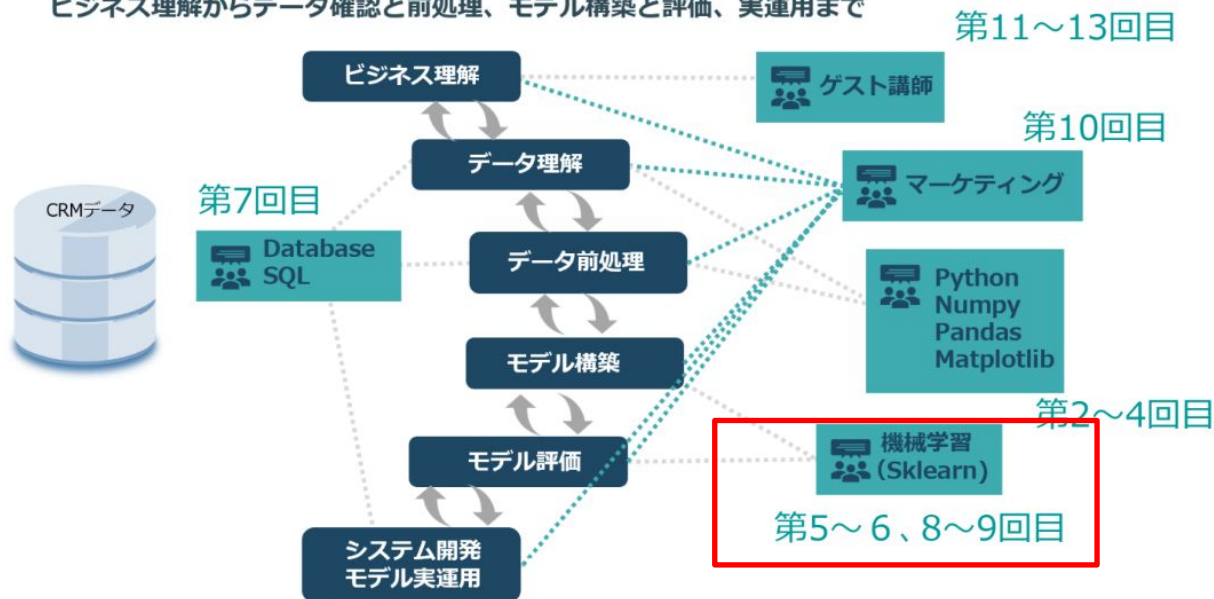 ビジネス理解からデータ確認と前処理、モデル構築と評価、実運用まで
第11～13回目
ビジネス理解
ゲスト講師
第10回目
データ理解
マーケティング
CRMデータ
第7回目
Database
SQL
データ前処理
Python
Numpy
Pandas
Matplotlib
モデル構築
第2～4回目
機械学習
(Sklearn)
モデル評価
第5～６、8～9回目
システム開発
モデル実運用